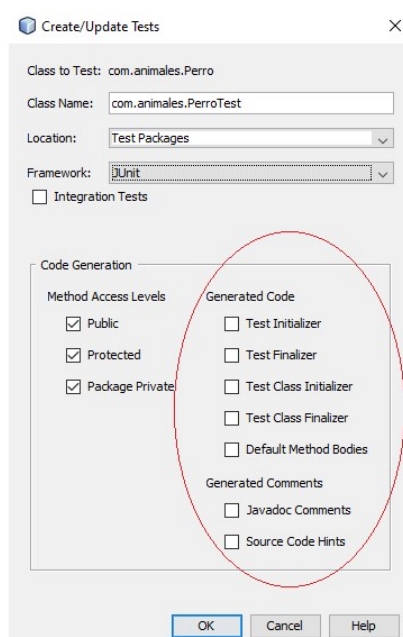 Create/Update Tests
Class to Test: com.animales.Perro
Class Name: com.animales.PerroTest
Location: Test Packages
Framework: JUnit
Integration Tests
Code Generation
Method Access Levels
Public
Protected
Package Private
Generated Code
Test Initializer
Test Finalizer
Test Class Initializer
Test Class Finalizer
Default Method Bodies
Generated Comments
Javadoc Comments
Source Code Hints
OK Cancel Help